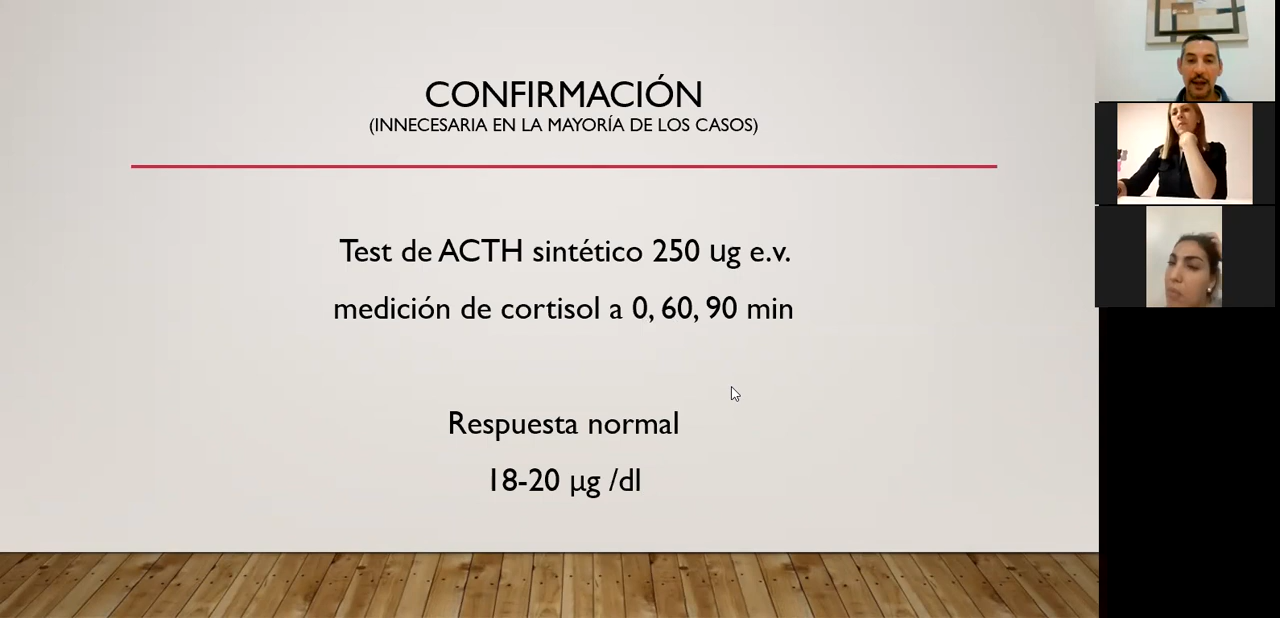 CONFIRMACIÓN
(INNECESARIA EN LA MAYORÍA DE LOS CASOS)
Test de ACTH sintético 250 ug e.v.
medición de cortisol a 0, 60, 90 min
Respuesta normal
18-20 µg /dl